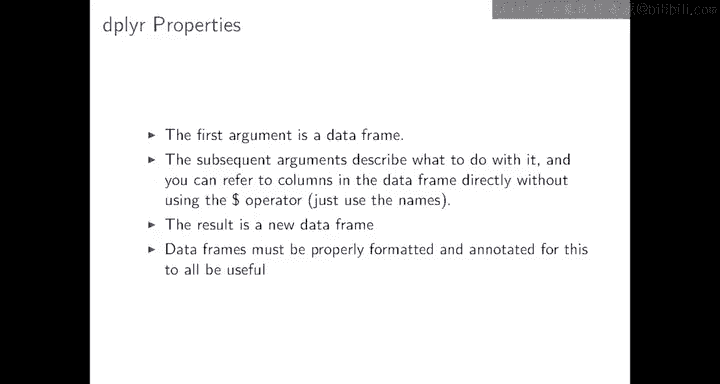 dplyr Properties
▶ The first argument is a data frame.
▶ The subsequent arguments describe what to do with it, and
you can refer to columns in the data frame directly without
using the $ operator (just use the names).
▶ The result is a new data frame
▶ Data frames must be properly formatted and annotated for this
to all be useful